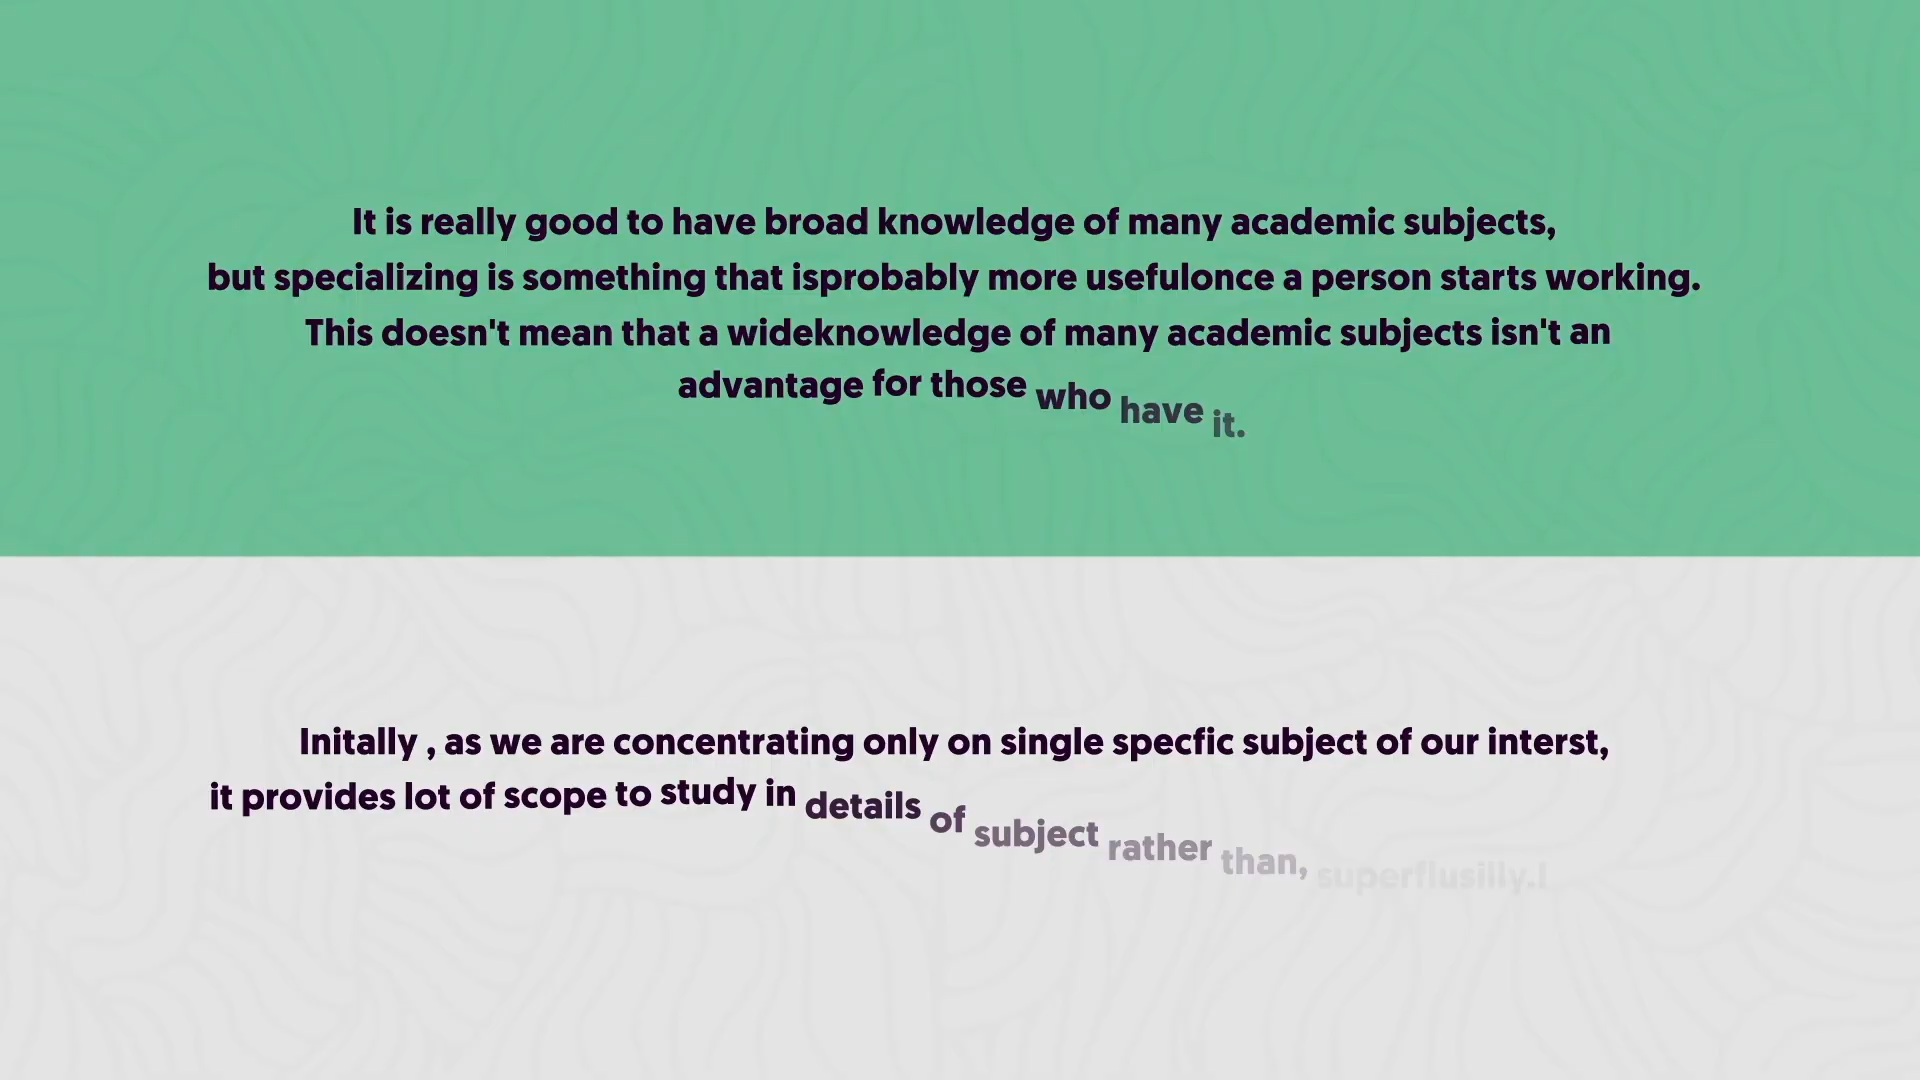 It is really good to have broad knowledge of many academic subjects,
but specializing is something that isprobably more usefulonce a person starts working.
This doesn't mean that a wideknowledge of many academic subjects isn't an
advantage for those who have it.
Initally , as we are concentrating only on single specfic subject of our interst,
it provides lot of scope to study in details of subject rather than,